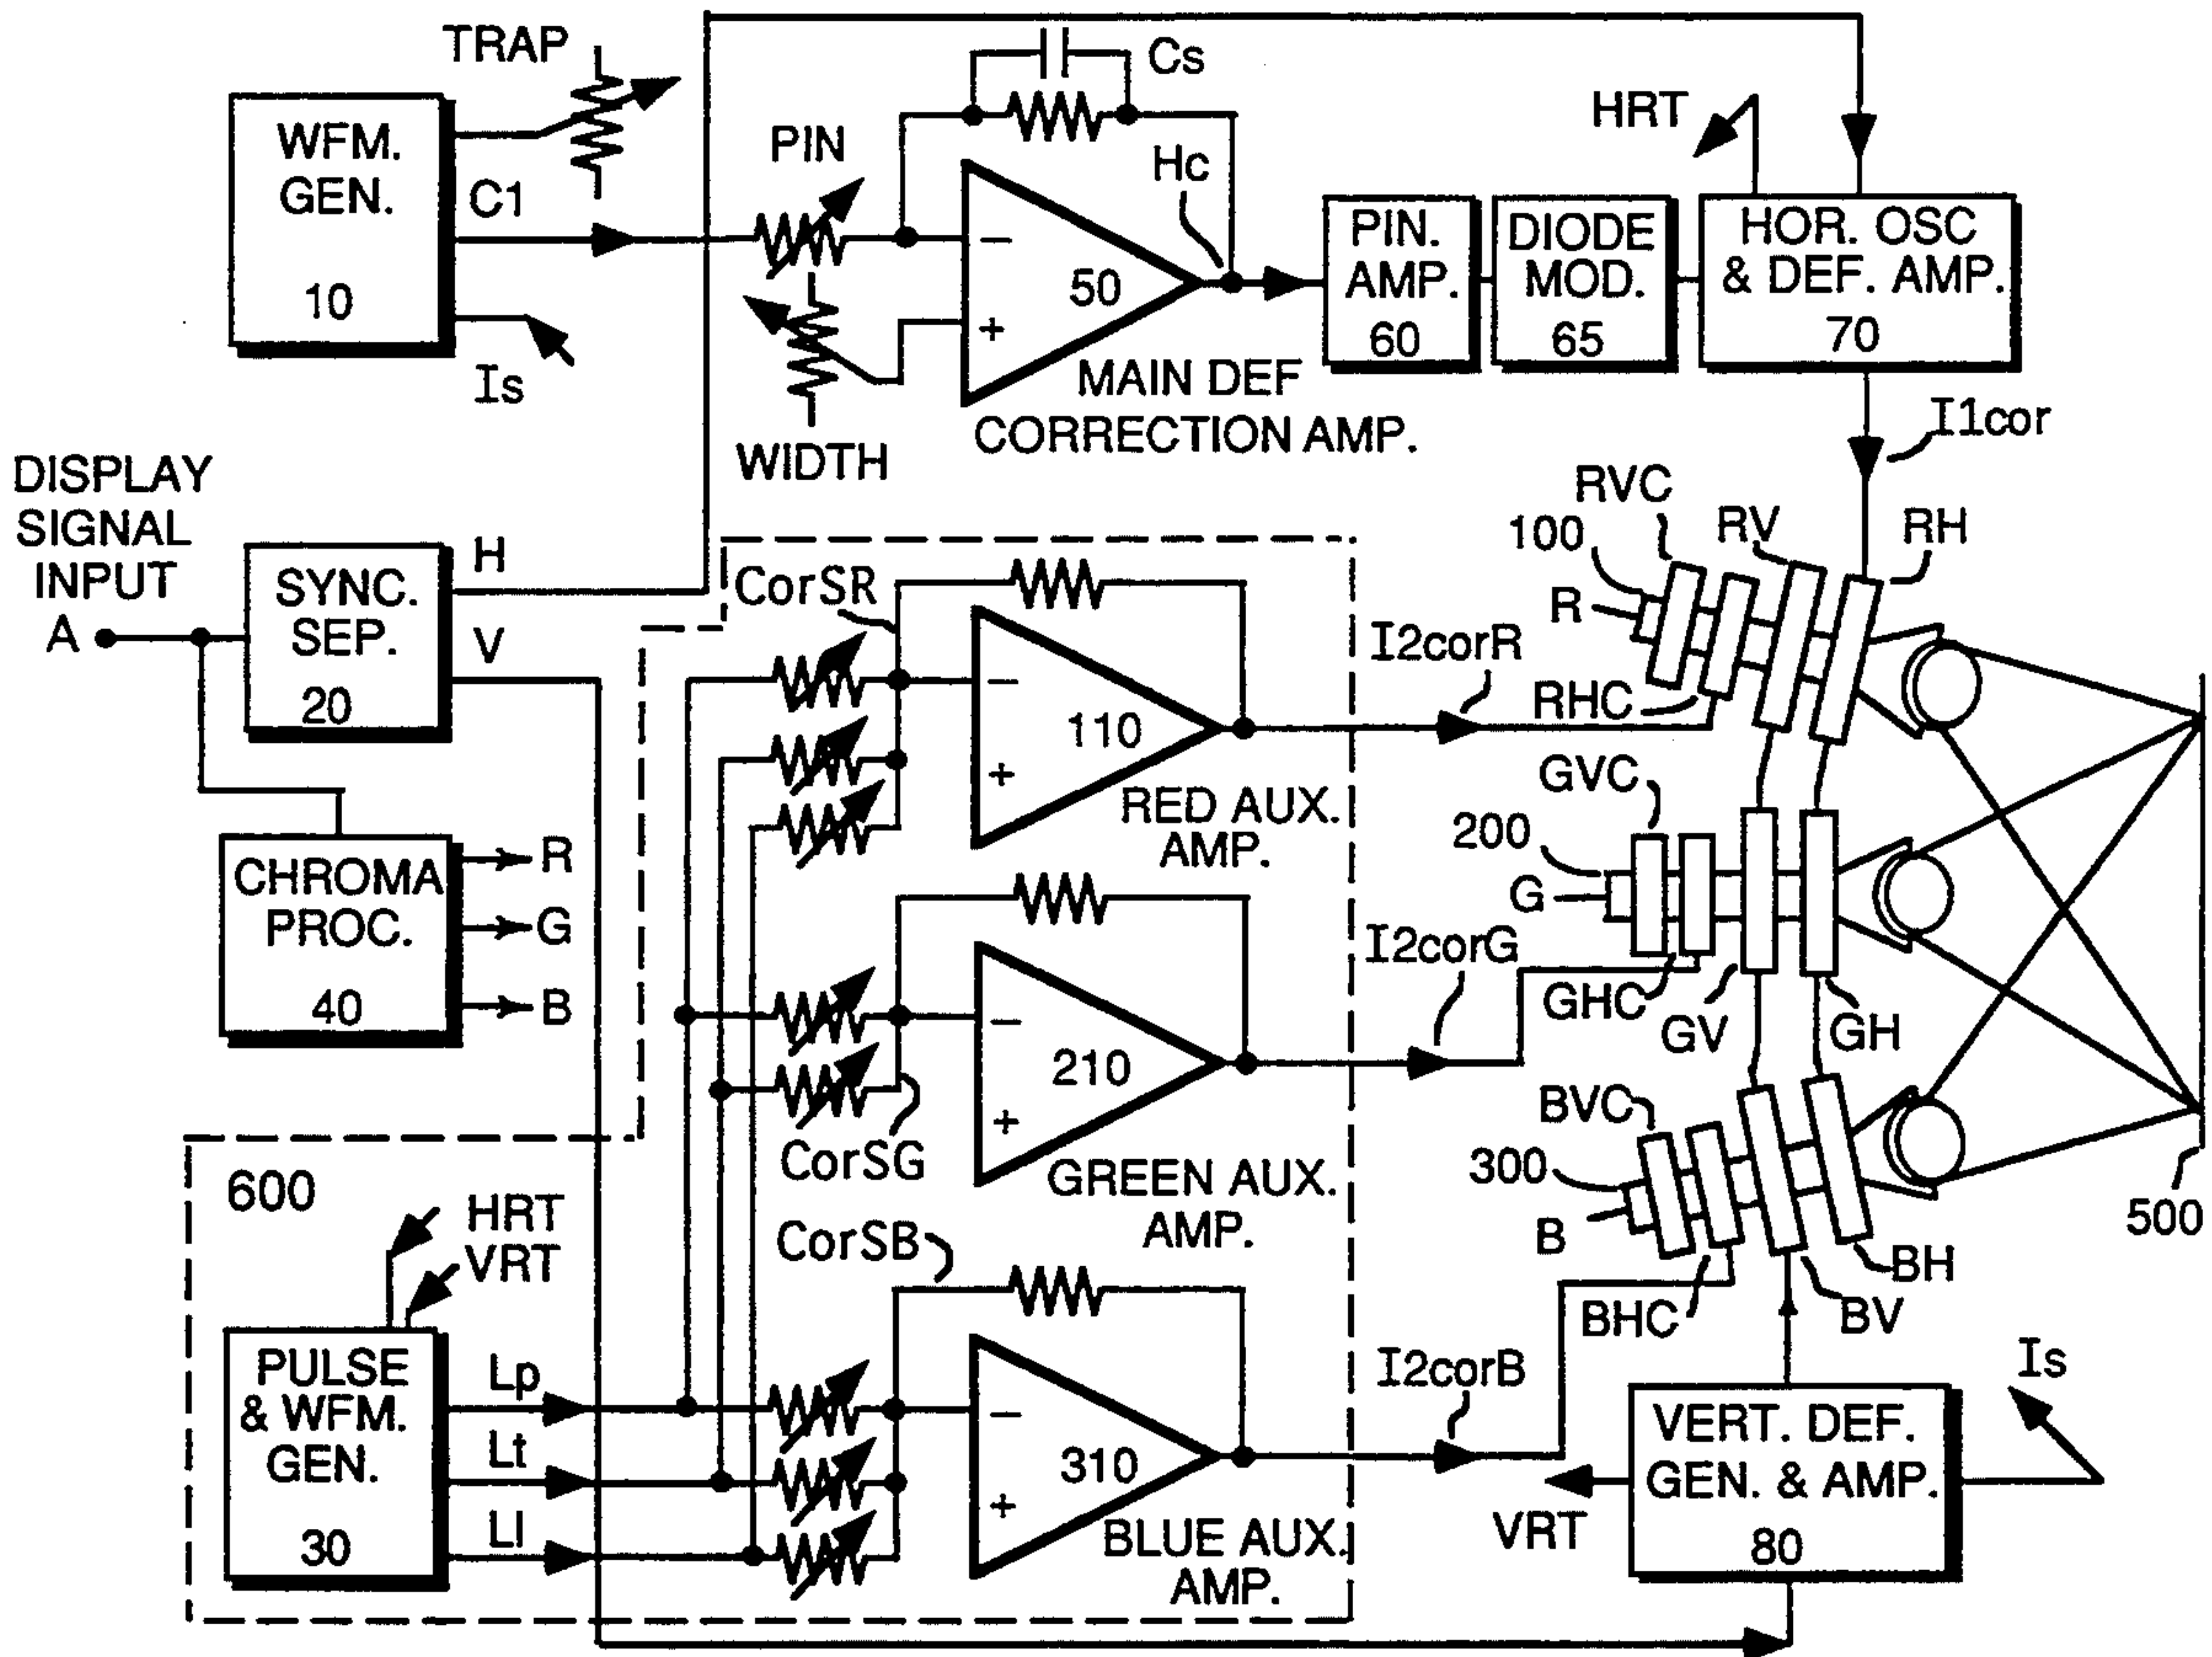 TRAP
WFM.
GEN.
10
C1
Is
PIN
WIDTH
Cs
Hc
−
+
50
MAIN DEF
CORRECTION AMP.
PIN.
AMP.
60
DIODE
MOD.
65
HRT
HOR. OSC
& DEF. AMP.
70
I1cor
DISPLAY
SIGNAL
INPUT
A
SYNC.
SEP.
20
H
V
CHROMA
PROC.
40
R
G
B
CorSR
−
+
110
RED AUX.
AMP.
I2corR
−
+
210
CorSG
GREEN AUX.
AMP.
I2corG
CorSB
−
+
310
BLUE AUX.
AMP.
I2corB
600
HRT
VRT
PULSE
& WFM.
GEN.
30
Lp
Lt
Ll
RVC
100
R
RV
RH
RHC
GVC
200
G
GHC
GV
GH
BVC
300
B
BHC
BV
BH
500
Is
VERT. DEF.
GEN. & AMP.
80
VRT